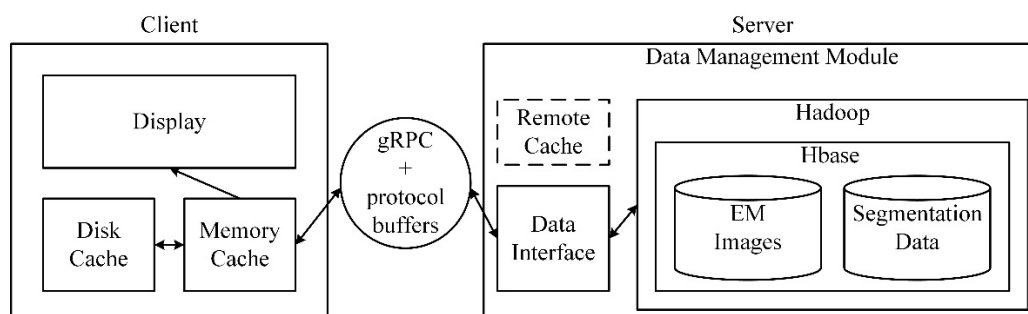 Client
Server
Data Management Module
Display
Disk
Cache
Memory
Cache
gRPC
+
protocol
buffers
Remote
Cache
Data
Interface
Hadoop
Hbase
EM
Images
Segmentation
Data